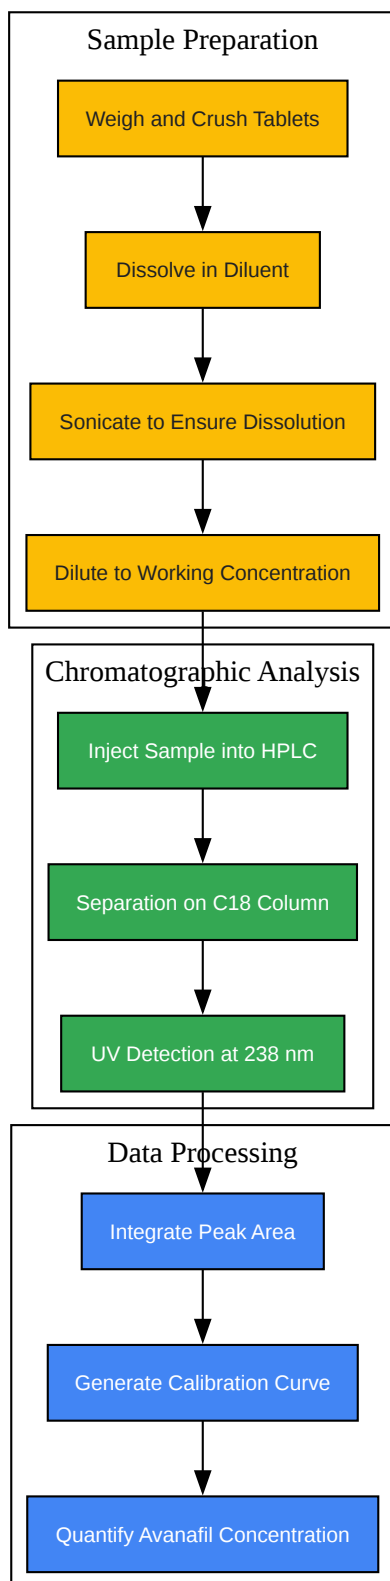 Sample Preparation
Weigh and Crush Tablets
Dissolve in Diluent
Sonicate to Ensure Dissolution
Dilute to Working Concentration
Chromatographic Analysis
Inject Sample into HPLC
Separation on C18 Column
UV Detection at 238 nm
Data Processing
Integrate Peak Area
Generate Calibration Curve
Quantify Avanafil Concentration